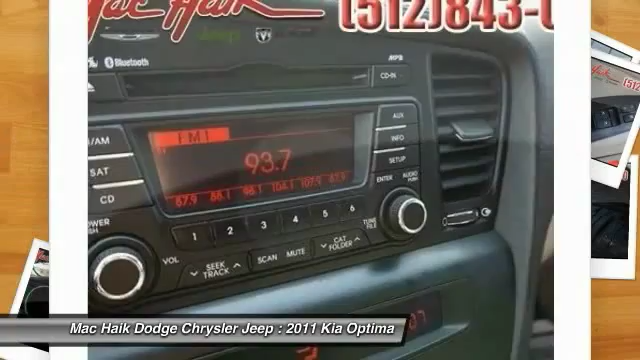 Mac Haik
(512)843-
Jeep
Bluetooth
MP3
CD-IN
/AM
SAT
CD
FM1
93.7
87.9 88.1 98.1 104.1 107.9 87.9
AUX
INFO
SETUP
ENTER
AUDIO
TUNE
FILE
VOL
1 2 3 4 5 6
SEEK
TRACK
SCAN
MUTE
CAT
FOLDER
Mac Haik Dodge Chrysler Jeep : 2011 Kia Optima